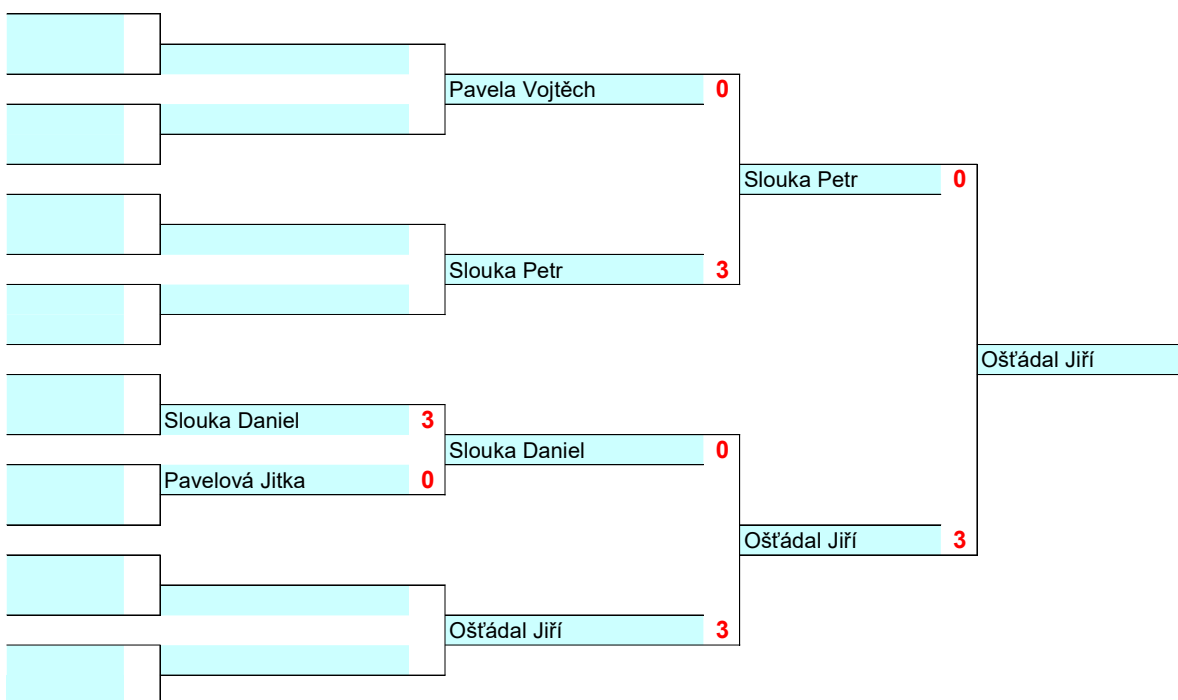 Pavela Vojtěch 0
Slouka Petr 0
Slouka Petr 3
Ošťádal Jiří
Slouka Daniel 3
Slouka Daniel 0
Pavelová Jitka 0
Ošťádal Jiří 3
Ošťádal Jiří 3